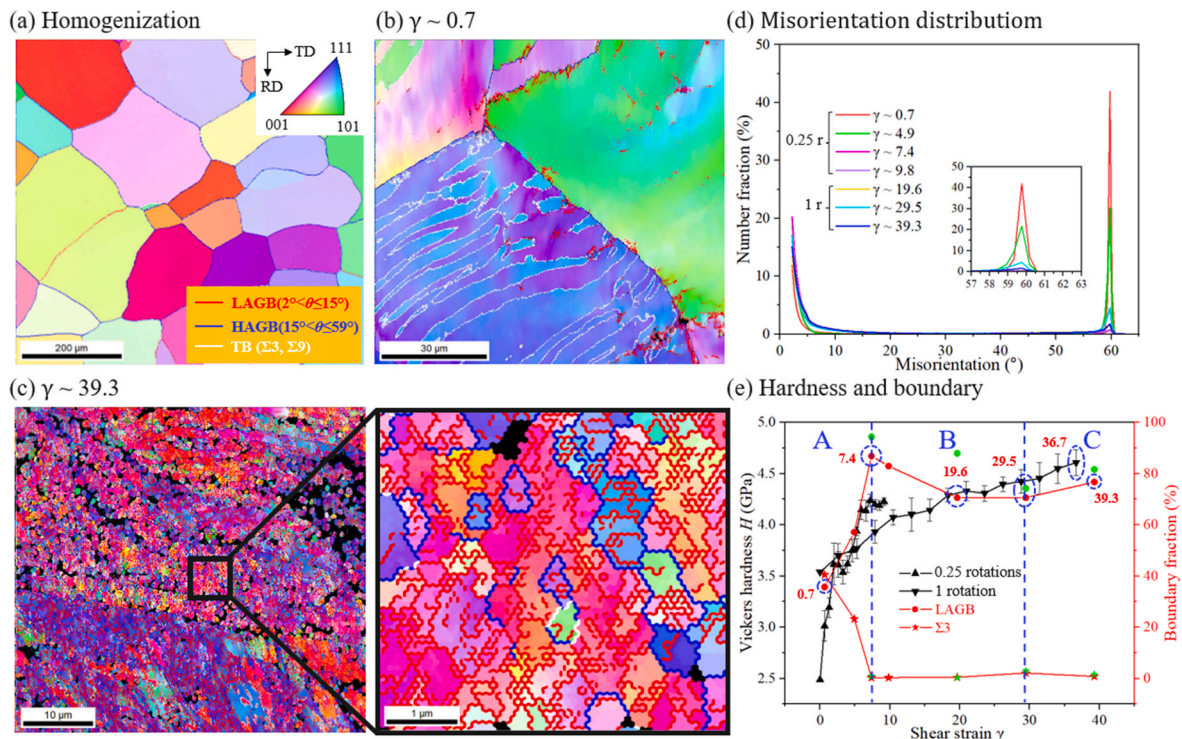 (a) Homogenization
TD
RD
111
001
101
LAGB(2°<θ≤15°)
HAGB(15°<θ≤59°)
TB (Σ3, Σ9)
200 μm
(b) γ ~ 0.7
30 μm
(d) Misorientation distributiom
50
40
30
20
10
0
Number fraction (%)
0.25 r
1 r
γ ~ 0.7
γ ~ 4.9
γ ~ 7.4
γ ~ 9.8
γ ~ 19.6
γ ~ 29.5
γ ~ 39.3
50
40
30
20
10
0
57 58 59 60 61 62 63
0 10 20 30 40 50 60
Misorientation (°)
(c) γ ~ 39.3
10 μm
1 μm
(e) Hardness and boundary
5.0
4.5
4.0
3.5
3.0
2.5
Vickers hardness H (GPa)
A
B
C
0.7
7.4
19.6
29.5
36.7
39.3
0.25 rotations
1 rotation
LAGB
Σ3
100
80
60
40
20
0
Boundary fraction (%)
0 10 20 30 40
Shear strain γ